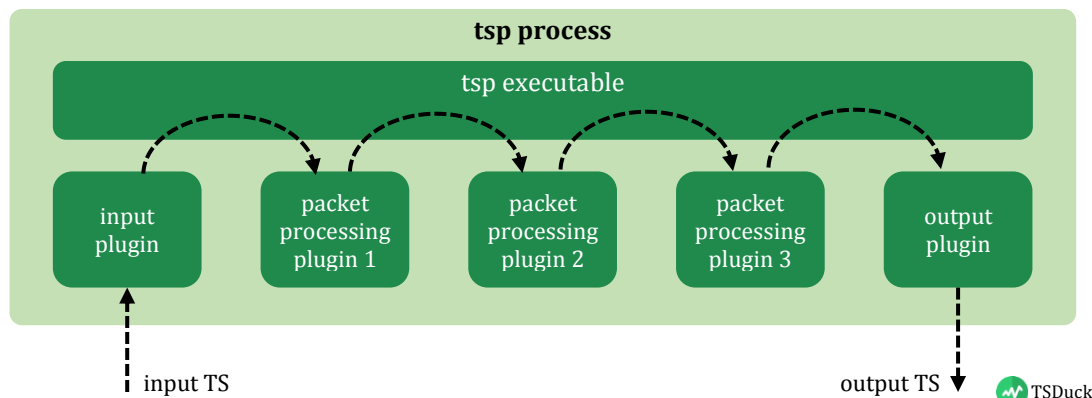 tsp process
tsp executable
input
plugin
packet
processing
plugin 1
packet
processing
plugin 2
packet
processing
plugin 3
output
plugin
input TS
output TS
TSDuck